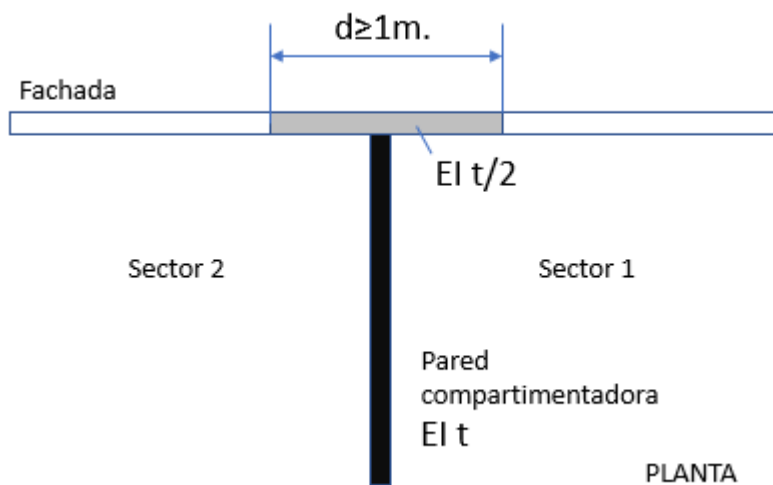 d≥1m.
Fachada
EI t/2
Sector 2
Sector 1
Pared
compartimentadora
EI t
PLANTA